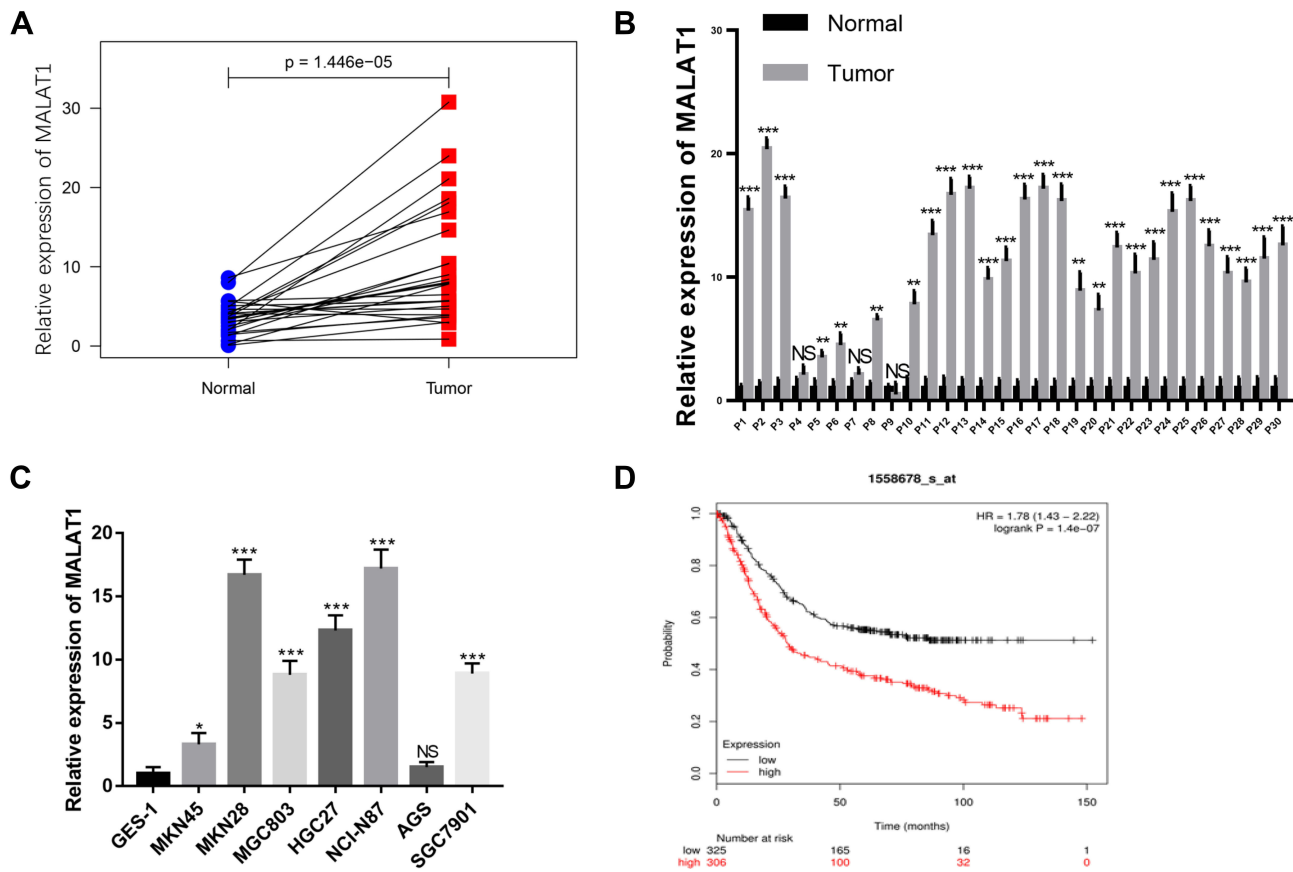 A
Relative expression of MALAT1
30
20
10
0
p = 1.446e−05
Normal
Tumor
B
Relative expression of MALAT1
30
20
10
0
Normal
Tumor
***
***
***
NS
**
**
NS
**
NS
**
***
***
***
***
***
***
***
***
**
**
***
***
***
***
***
***
***
***
***
***
P1
P2
P3
P4
P5
P6
P7
P8
P9
P10
P11
P12
P13
P14
P15
P16
P17
P18
P19
P20
P21
P22
P23
P24
P25
P26
P27
P28
P29
P30
C
Relative expression of MALAT1
20
15
10
5
0
*
***
***
***
***
NS
***
GES-1
MKN45
MKN28
MGC803
HGC27
NCI-N87
AGS
SGC7901
D
1558678_s_at
HR = 1.78 (1.43 − 2.22)
logrank P = 1.4e−07
Probability
1.0
0.8
0.6
0.4
0.2
0.0
Expression
low
high
0 50 100 150
Time (months)
Number at risk
low 325 165 16 1
high 306 100 32 0